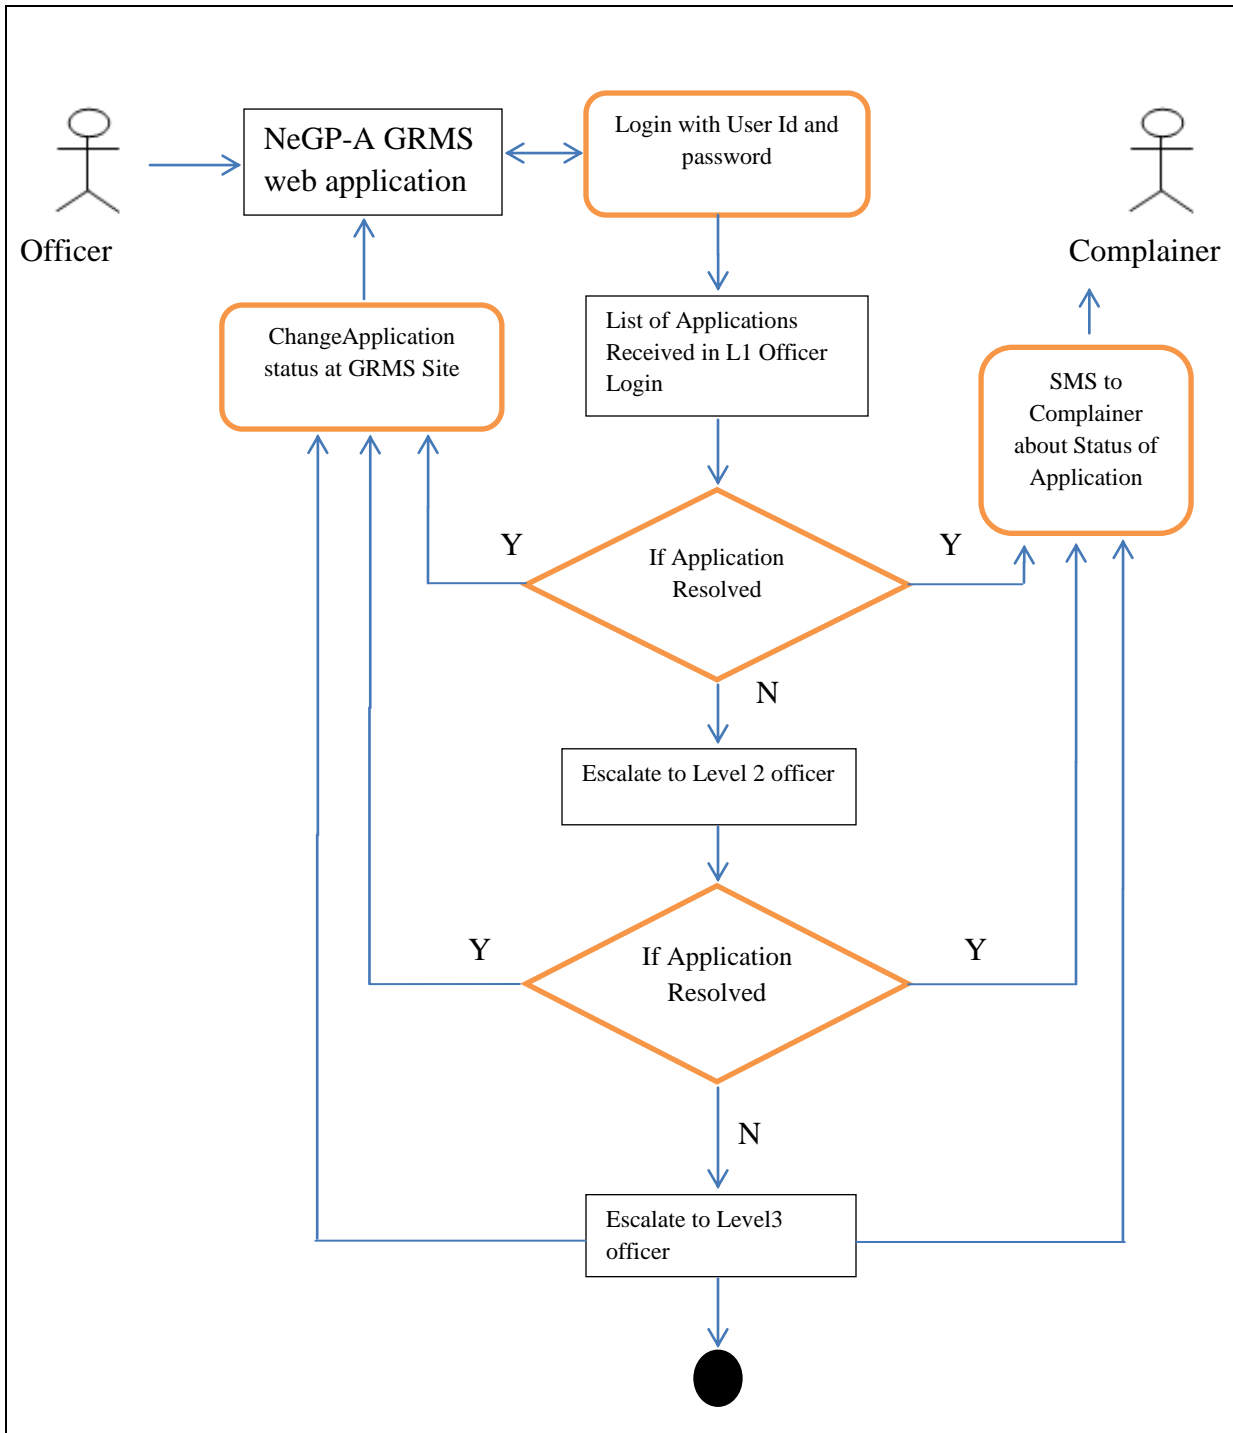 NeGP-A GRMS
web application
Login with User Id and
password
Officer
Complainer
ChangeApplication
status at GRMS Site
List of Applications
Received in L1 Officer
Login
SMS to
Complainer
about Status of
Application
Y
If Application
Resolved
Y
N
Escalate to Level 2 officer
Y
If Application
Resolved
Y
N
Escalate to Level3
officer